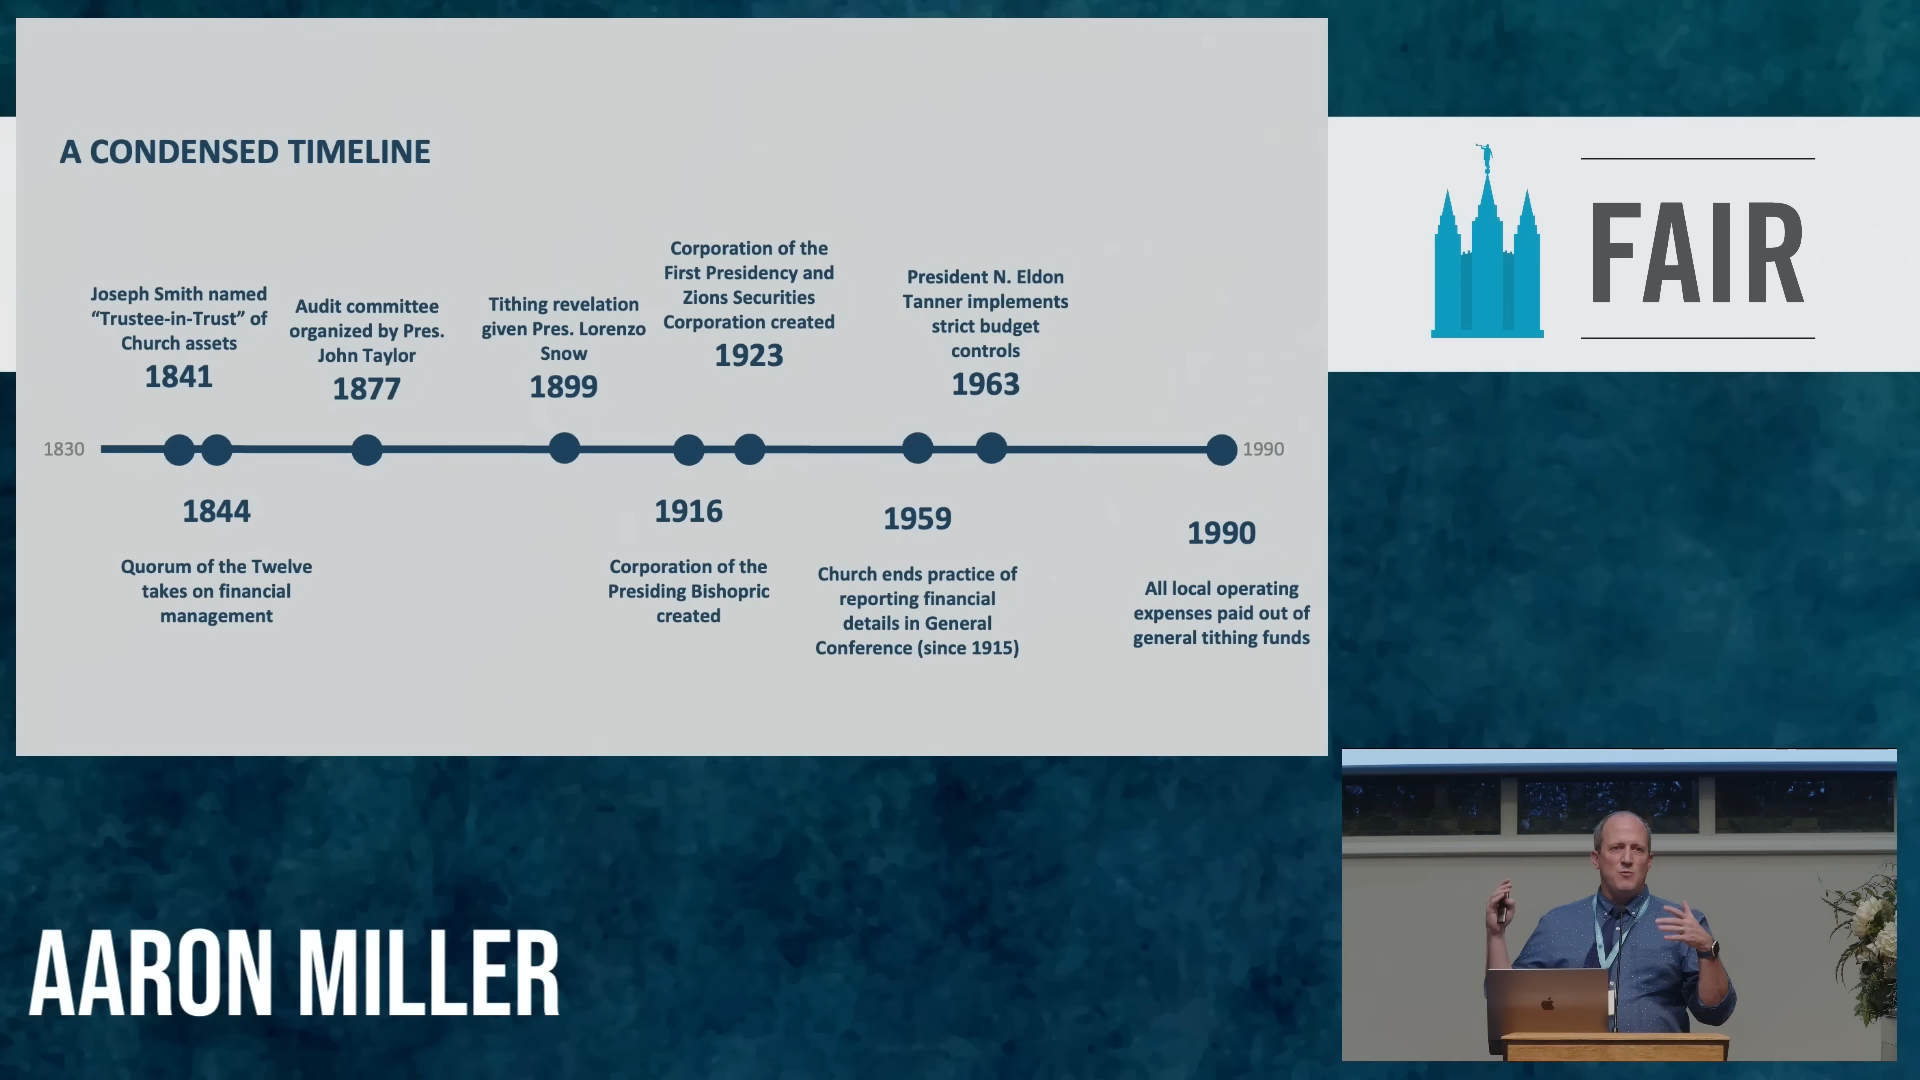 A CONDENSED TIMELINE
Joseph Smith named
“Trustee-in-Trust” of
Church assets
1841
Audit committee
organized by Pres.
John Taylor
1877
Tithing revelation
given Pres. Lorenzo
Snow
1899
Corporation of the
First Presidency and
Zions Securities
Corporation created
1923
President N. Eldon
Tanner implements
strict budget
controls
1963
1830
1990
1844
Quorum of the Twelve
takes on financial
management
1916
Corporation of the
Presiding Bishopric
created
1959
Church ends practice of
reporting financial
details in General
Conference (since 1915)
1990
All local operating
expenses paid out of
general tithing funds
FAIR
AARON MILLER